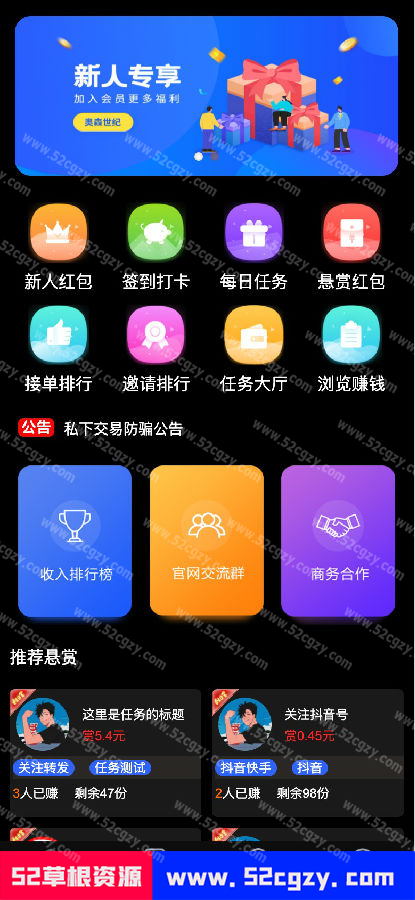 新人专享
加入会员更多福利
奥森世纪
新人红包 签到打卡 每日任务 悬赏红包
接单排行 邀请排行 任务大厅 浏览赚钱
公告 私下交易防骗公告
收入排行榜 官网交流群 商务合作
推荐悬赏
这里是任务的标题 关注抖音号
赏5.4元 赏0.45元
关注转发 任务测试 抖音快手 抖音
3人已赚 剩余47份 2人已赚 剩余98份
52草根资源 www.52cgzy.com
www.52cgzy.com